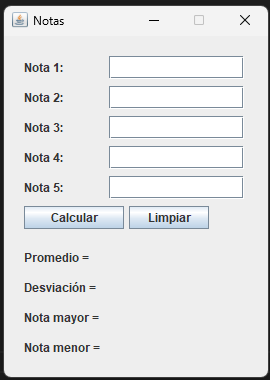 Notas
Nota 1:
Nota 2:
Nota 3:
Nota 4:
Nota 5:
Calcular Limpiar
Promedio =
Desviación =
Nota mayor =
Nota menor =